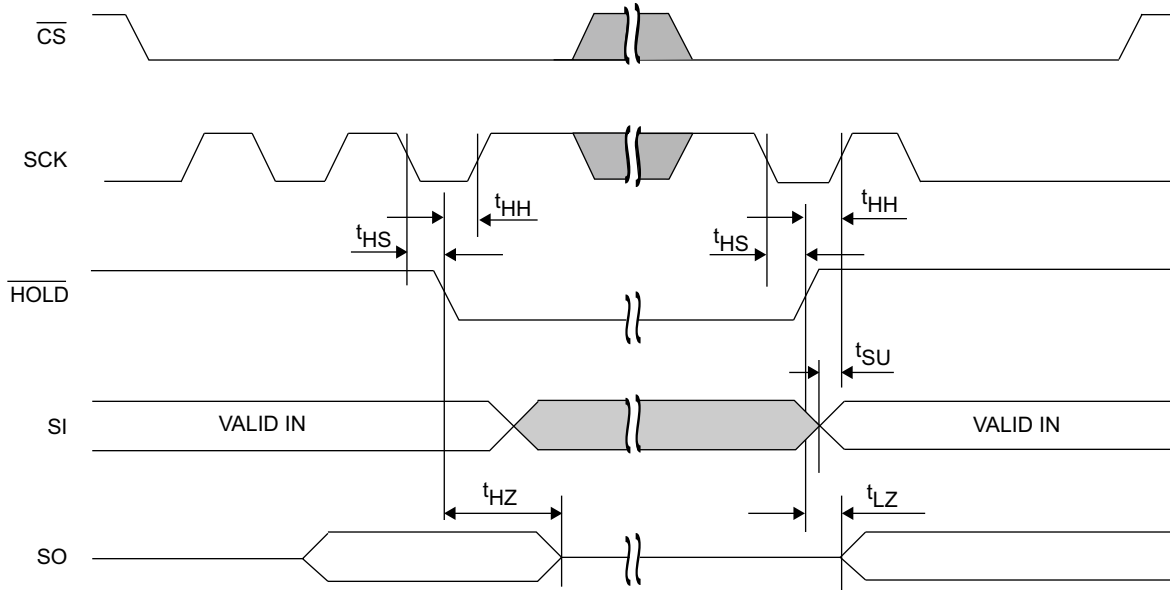 CS
SCK
tHH
tHH
tHS
tHS
HOLD
tSU
SI
VALID IN
VALID IN
tHZ
tLZ
SO